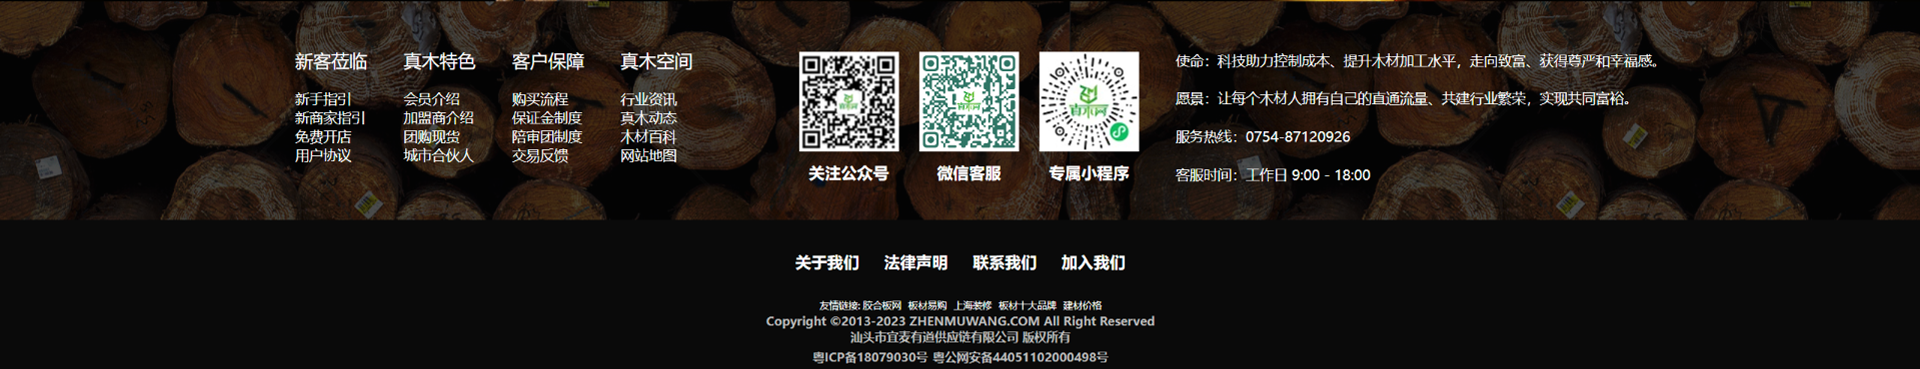 新客莅临
新手指引
新商家指引
免费开店
用户协议
真木特色
会员介绍
加盟商介绍
团购现货
城市合伙人
客户保障
购买流程
保证金制度
陪审团制度
交易反馈
真木空间
行业资讯
真木动态
木材百科
网站地图
关注公众号
微信客服
专属小程序
使命：科技助力控制成本、提升木材加工水平，走向致富、获得尊严和幸福感。
愿景：让每个木材人拥有自己的直通流量、共建行业繁荣，实现共同富裕。
服务热线：0754-87120926
客服时间：工作日 9:00 - 18:00
关于我们 法律声明 联系我们 加入我们
友情链接: 胶合板网 板材易购 上海装修 板材十大品牌 建材价格
Copyright ©2013-2023 ZHENMUWANG.COM All Right Reserved
汕头市宜麦有道供应链有限公司 版权所有
粤ICP备18079030号 粤公网安备44051102000498号